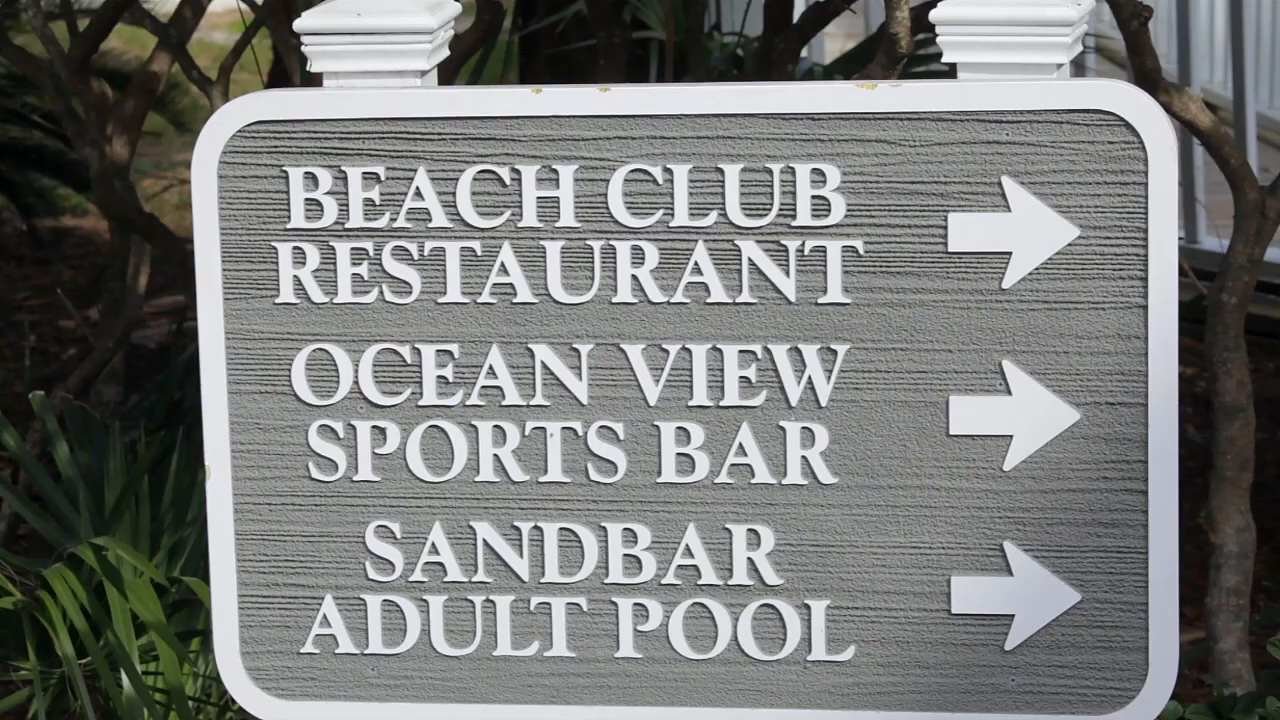 BEACH CLUB
RESTAURANT
OCEAN VIEW
SPORTS BAR
SANDBAR
ADULT POOL